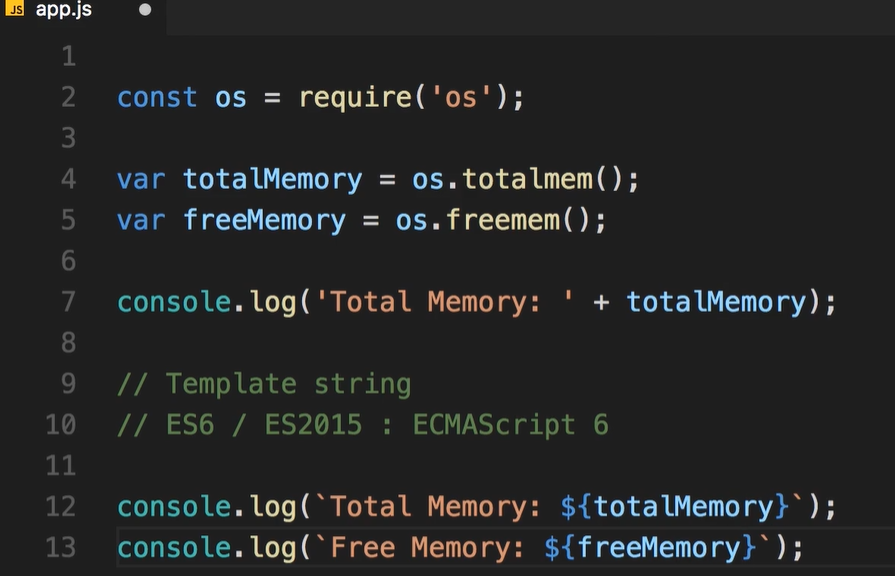 JS app.js
1
2 const os = require('os');
3
4 var totalMemory = os.totalmem();
5 var freeMemory = os.freemem();
6
7 console.log('Total Memory: ' + totalMemory);
8
9 // Template string
10 // ES6 / ES2015 : ECMAScript 6
11
12 console.log(`Total Memory: ${totalMemory}`);
13 console.log(`Free Memory: ${freeMemory}`);